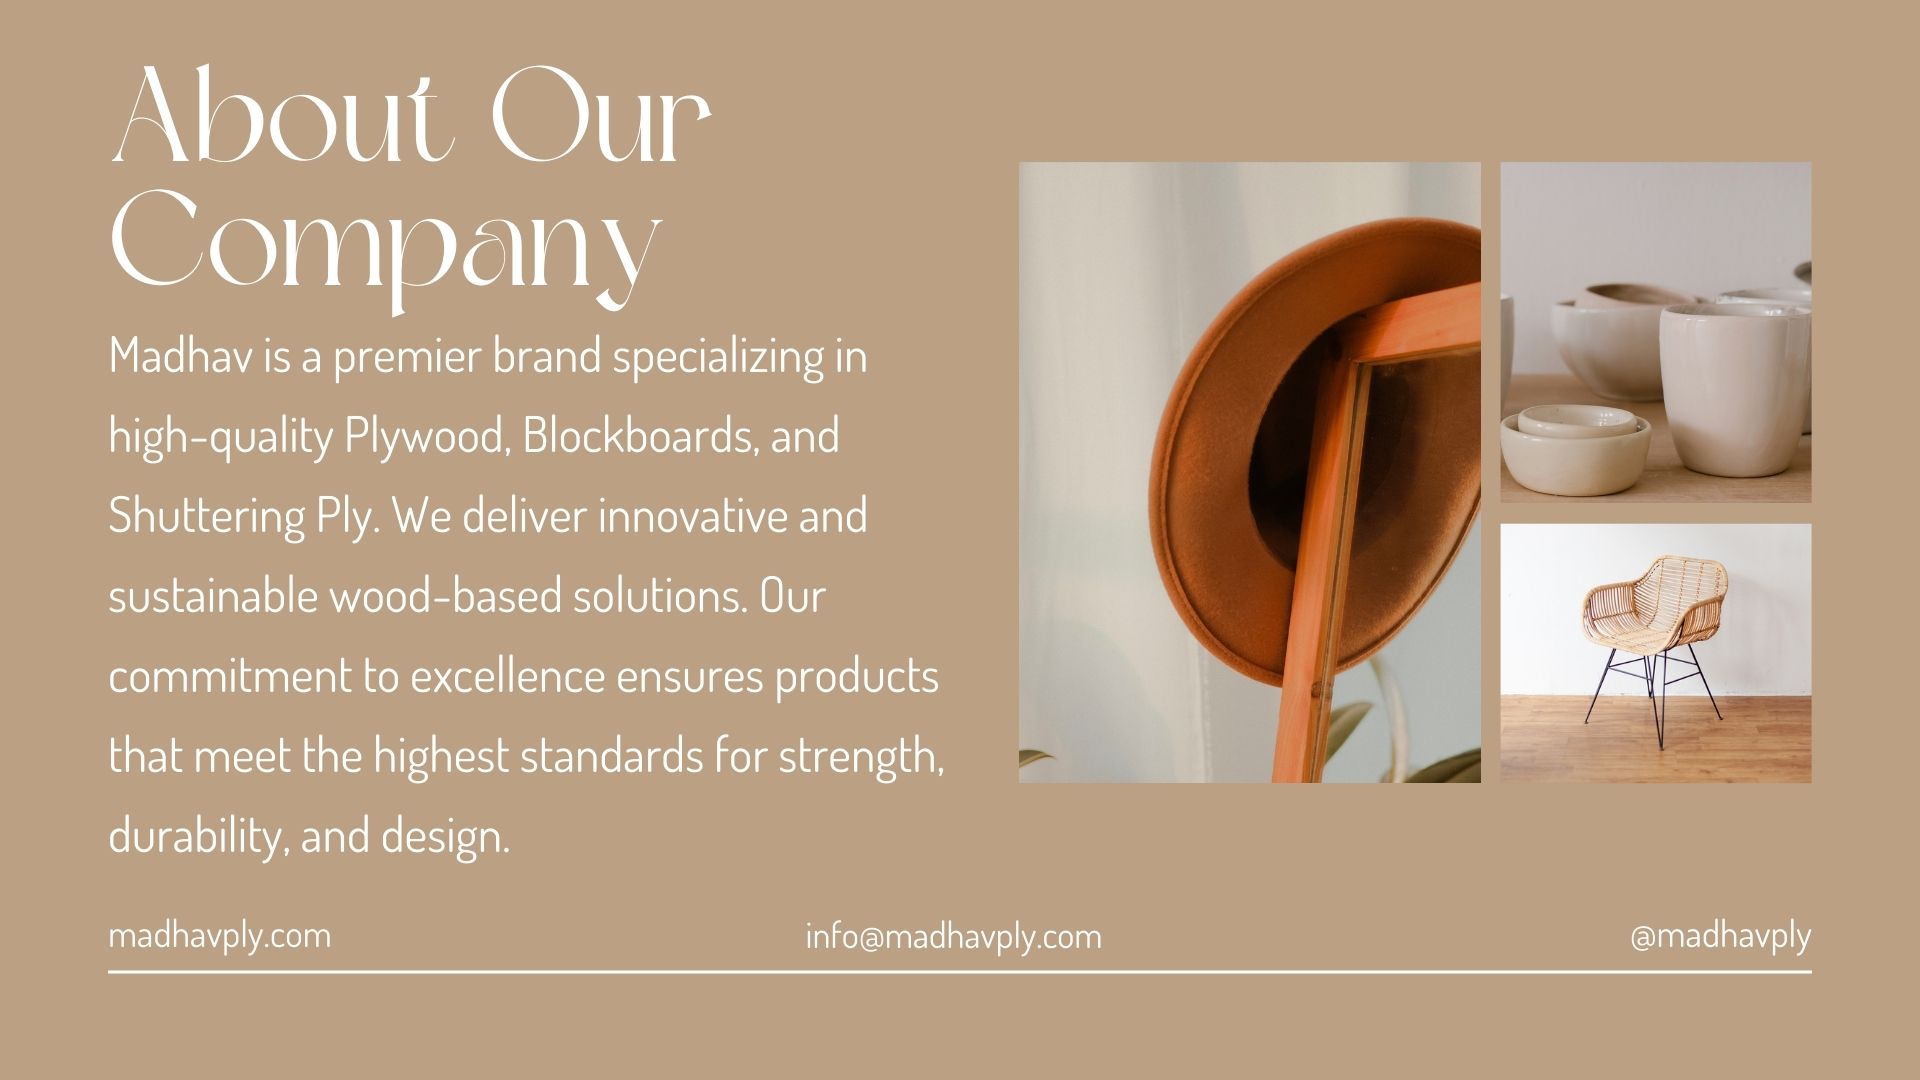 About Our
Company
Madhav is a premier brand specializing in
high-quality Plywood, Blockboards, and
Shuttering Ply. We deliver innovative and
sustainable wood-based solutions. Our
commitment to excellence ensures products
that meet the highest standards for strength,
durability, and design.
madhavply.com
info@madhavply.com
@madhavply